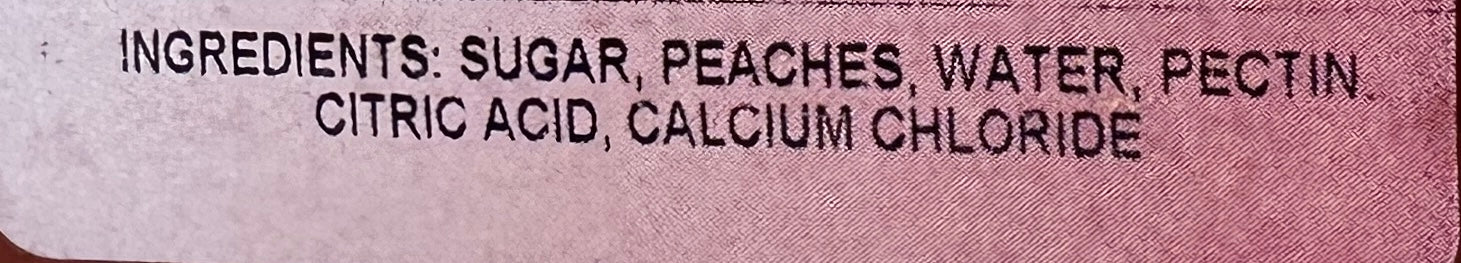 INGREDIENTS: SUGAR, PEACHES, WATER, PECTIN,
CITRIC ACID, CALCIUM CHLORIDE